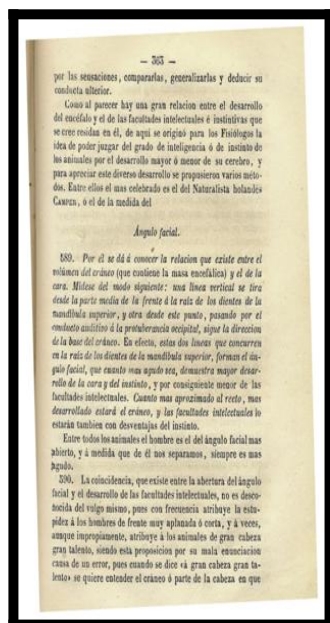 — 363 —
por las sensaciones, compararlas, generalizarlas y deducir su
conducta ulterior.
Como al parecer hay una gran relacion entre el desarrollo
del encéfalo y el de las facultades intelectuales é instintivas que
se cree residan en él, de aqui se originó para los Fisiólogos la
idea de poder juzgar del grado de inteligencia ó de instinto de
los animales por el desarrollo mayor ó menor de su cerebro, y
para apreciar este diverso desarrollo se propusieron varios méto-
dos. Entre ellos el mas celebrado es el del Naturalista holandés
CAMPEN, ó el de la medida del
Ángulo facial.
589. Por él se dá á conocer la relacion que existe entre el
volúmen del cráneo (que contiene la masa encefálica) y el de la
cara. Mídese del modo siguiente: una línea vertical se tira
desde la parte media de la frente á la raiz de los dientes de la
mandíbula superior, y otra desde este punto, pasando por el
conducto auditivo á la protuberancia occipital, sigue la direccion
de la base del cráneo. En efecto, estas dos líneas que concurren
en la raiz de los dientes de la mandíbula superior, forman el án-
gulo facial, que cuanto mas agudo sea, demuestra mayor desar-
rollo de la cara y del instinto, y por consiguiente menor de las
facultades intelectuales. Cuanto mas aproximado al recto, mas
desarrollado estará el cráneo, y las facultades intelectuales lo
estarán tambien con desventajas del instinto.
Entre todos los animales el hombre es el del ángulo facial mas
abierto, y á medida que de él nos separamos, siempre es mas
agudo.
590. La coincidencia, que existe entre la abertura del ángulo
facial y el desarrollo de las facultades intelectuales, no es desco-
nocida del vulgo mismo, pues con frecuencia atribuye la estu-
pidez á los hombres de frente muy aplanada ó corta, y á veces,
aunque impropiamente, atribuye á los animales de gran cabeza
gran talento, siendo esta proposicion por su mala enunciacion
causa de un error, pues cuando se dice «á gran cabeza gran ta-
lento» se quiere entender el cráneo ó parte de la cabeza en que